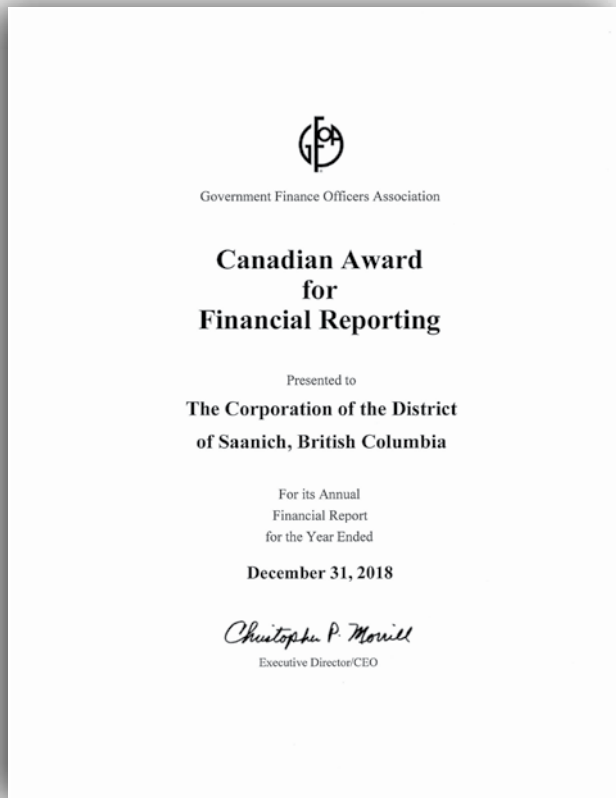 GFOA
Government Finance Officers Association
Canadian Award
for
Financial Reporting
Presented to
The Corporation of the District
of Saanich, British Columbia
For its Annual
Financial Report
for the Year Ended
December 31, 2018
Christopher P. Morrill
Executive Director/CEO